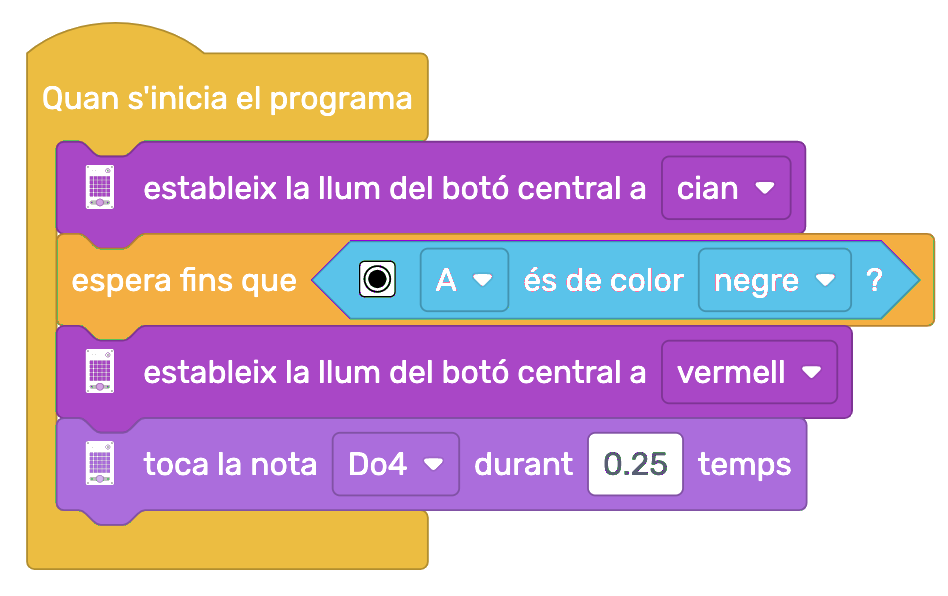 Quan s'inicia el programa
estableix la llum del botó central a cian
espera fins que A és de color negre ?
estableix la llum del botó central a vermell
toca la nota Do4 durant 0.25 temps